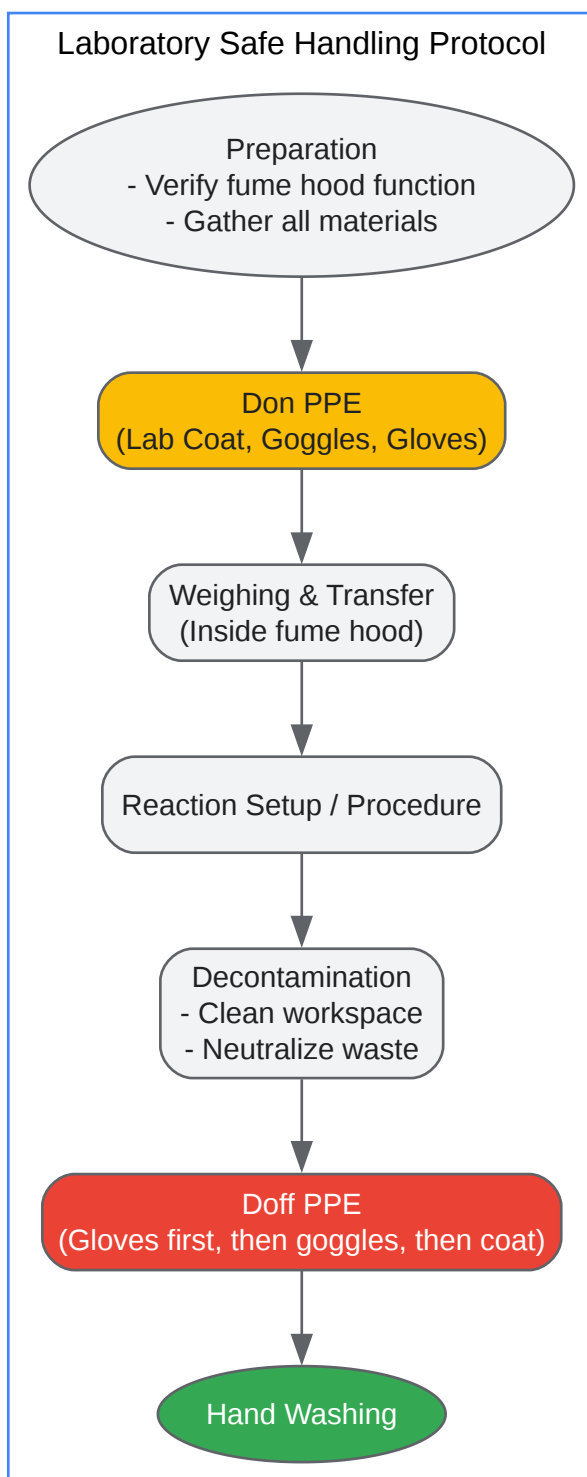 Laboratory Safe Handling Protocol
Preparation
- Verify fume hood function
- Gather all materials
Don PPE
(Lab Coat, Goggles, Gloves)
Weighing & Transfer
(Inside fume hood)
Reaction Setup / Procedure
Decontamination
- Clean workspace
- Neutralize waste
Doff PPE
(Gloves first, then goggles, then coat)
Hand Washing